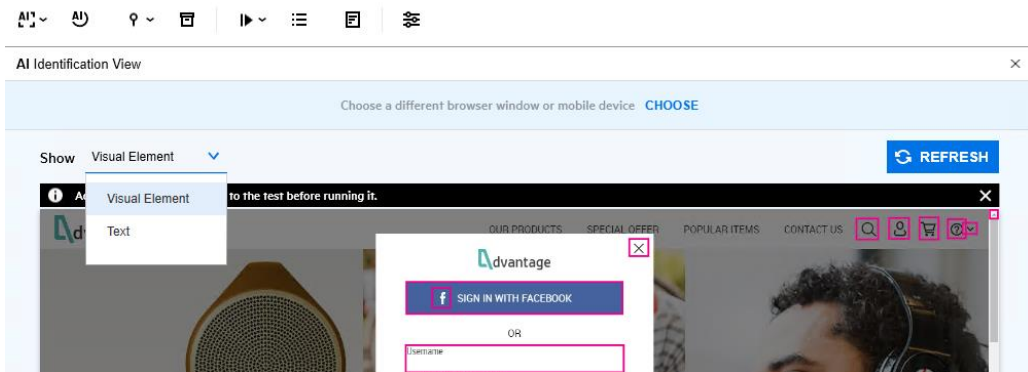 AI
AI
AI Identification View
Choose a different browser window or mobile device CHOOSE
Show Visual Element
REFRESH
Visual Element
Text
to the test before running it.
dvantage
OUR PRODUCTS SPECIAL OFFER POPULAR ITEMS CONTACT US
SIGN IN WITH FACEBOOK
OR
Username